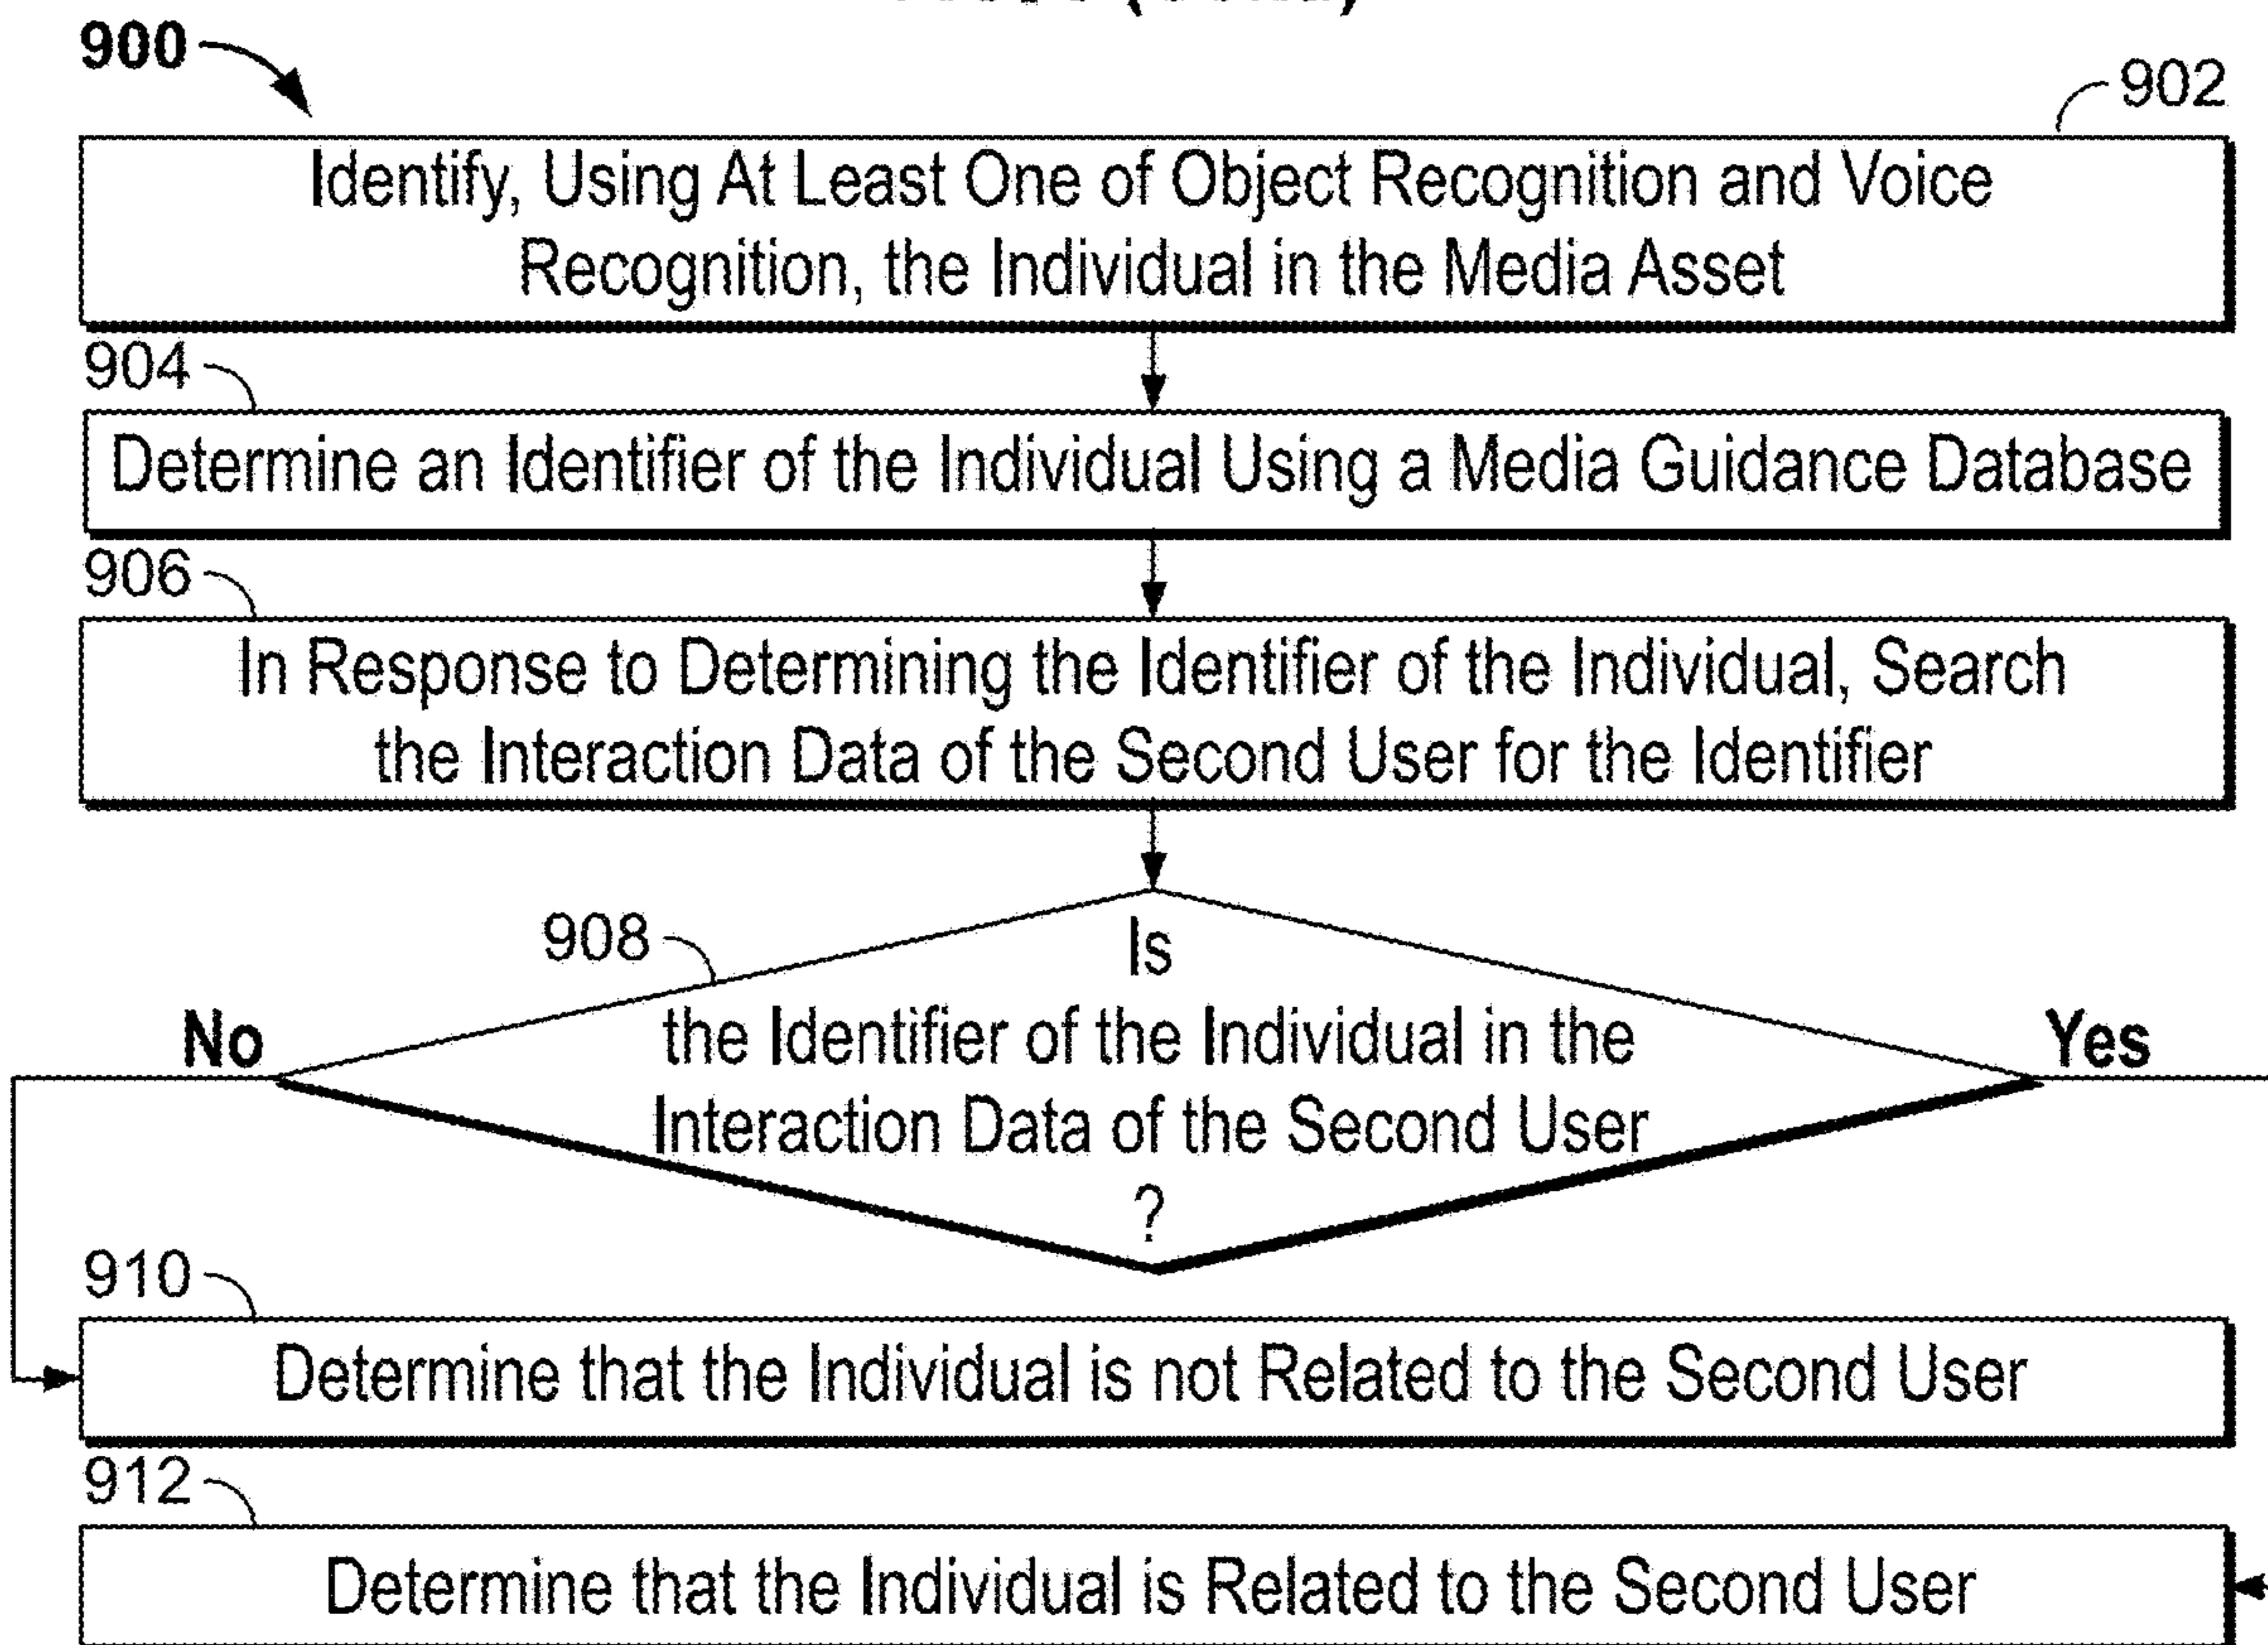 900
902
Identify, Using At Least One of Object Recognition and Voice
Recognition, the Individual in the Media Asset
904
Determine an Identifier of the Individual Using a Media Guidance Database
906
In Response to Determining the Identifier of the Individual, Search
the Interaction Data of the Second User for the Identifier
908
Is
the Identifier of the Individual in the
Interaction Data of the Second User
?
No
Yes
910
Determine that the Individual is not Related to the Second User
912
Determine that the Individual is Related to the Second User